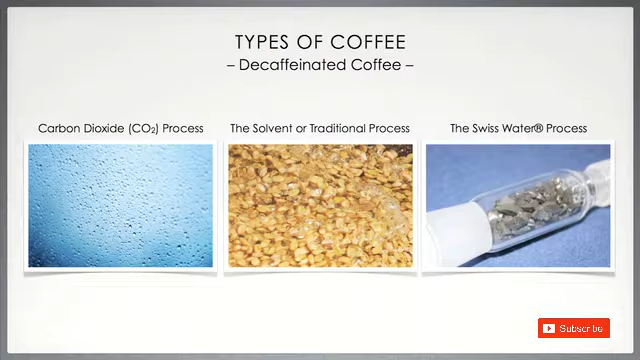 TYPES OF COFFEE
– Decaffeinated Coffee –
Carbon Dioxide (CO₂) Process
The Solvent or Traditional Process
The Swiss Water® Process
Subscribe